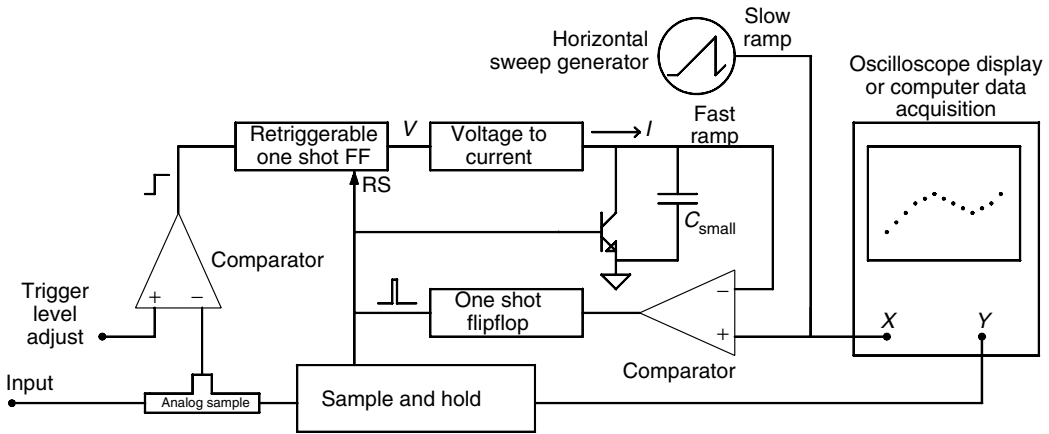 Slow
ramp
Horizontal
sweep generator
Oscilloscope display
or computer data
acquisition
Fast
ramp
Retriggerable
one shot FF
V
Voltage to
current
I
RS
C small
Comparator
Trigger
level
adjust
+
−
One shot
flipflop
−
+
Comparator
X
Y
Input
Analog sample
Sample and hold